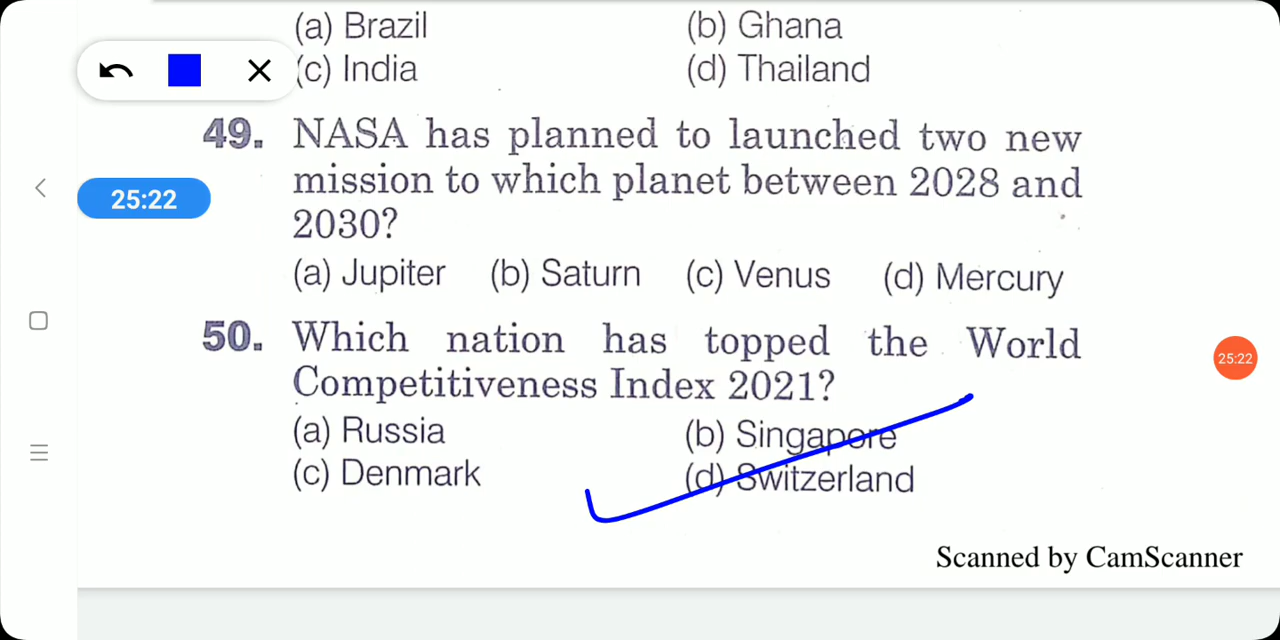 (a) Brazil (b) Ghana
(c) India (d) Thailand
49. NASA has planned to launched two new
mission to which planet between 2028 and
25:22
2030?
(a) Jupiter (b) Saturn (c) Venus (d) Mercury
50. Which nation has topped the World
25:22
Competitiveness Index 2021?
(a) Russia (b) Singapore
(c) Denmark (d) Switzerland
Scanned by CamScanner